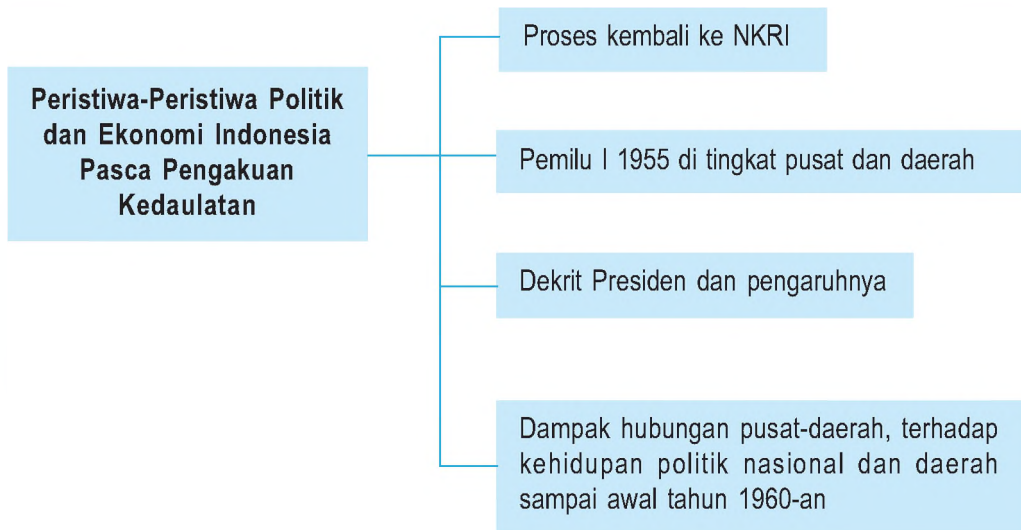 Peristiwa-Peristiwa Politik
dan Ekonomi Indonesia
Pasca Pengakuan
Kedaulatan
Proses kembali ke NKRI
Pemilu I 1955 di tingkat pusat dan daerah
Dekrit Presiden dan pengaruhnya
Dampak hubungan pusat-daerah, terhadap
kehidupan politik nasional dan daerah
sampai awal tahun 1960-an